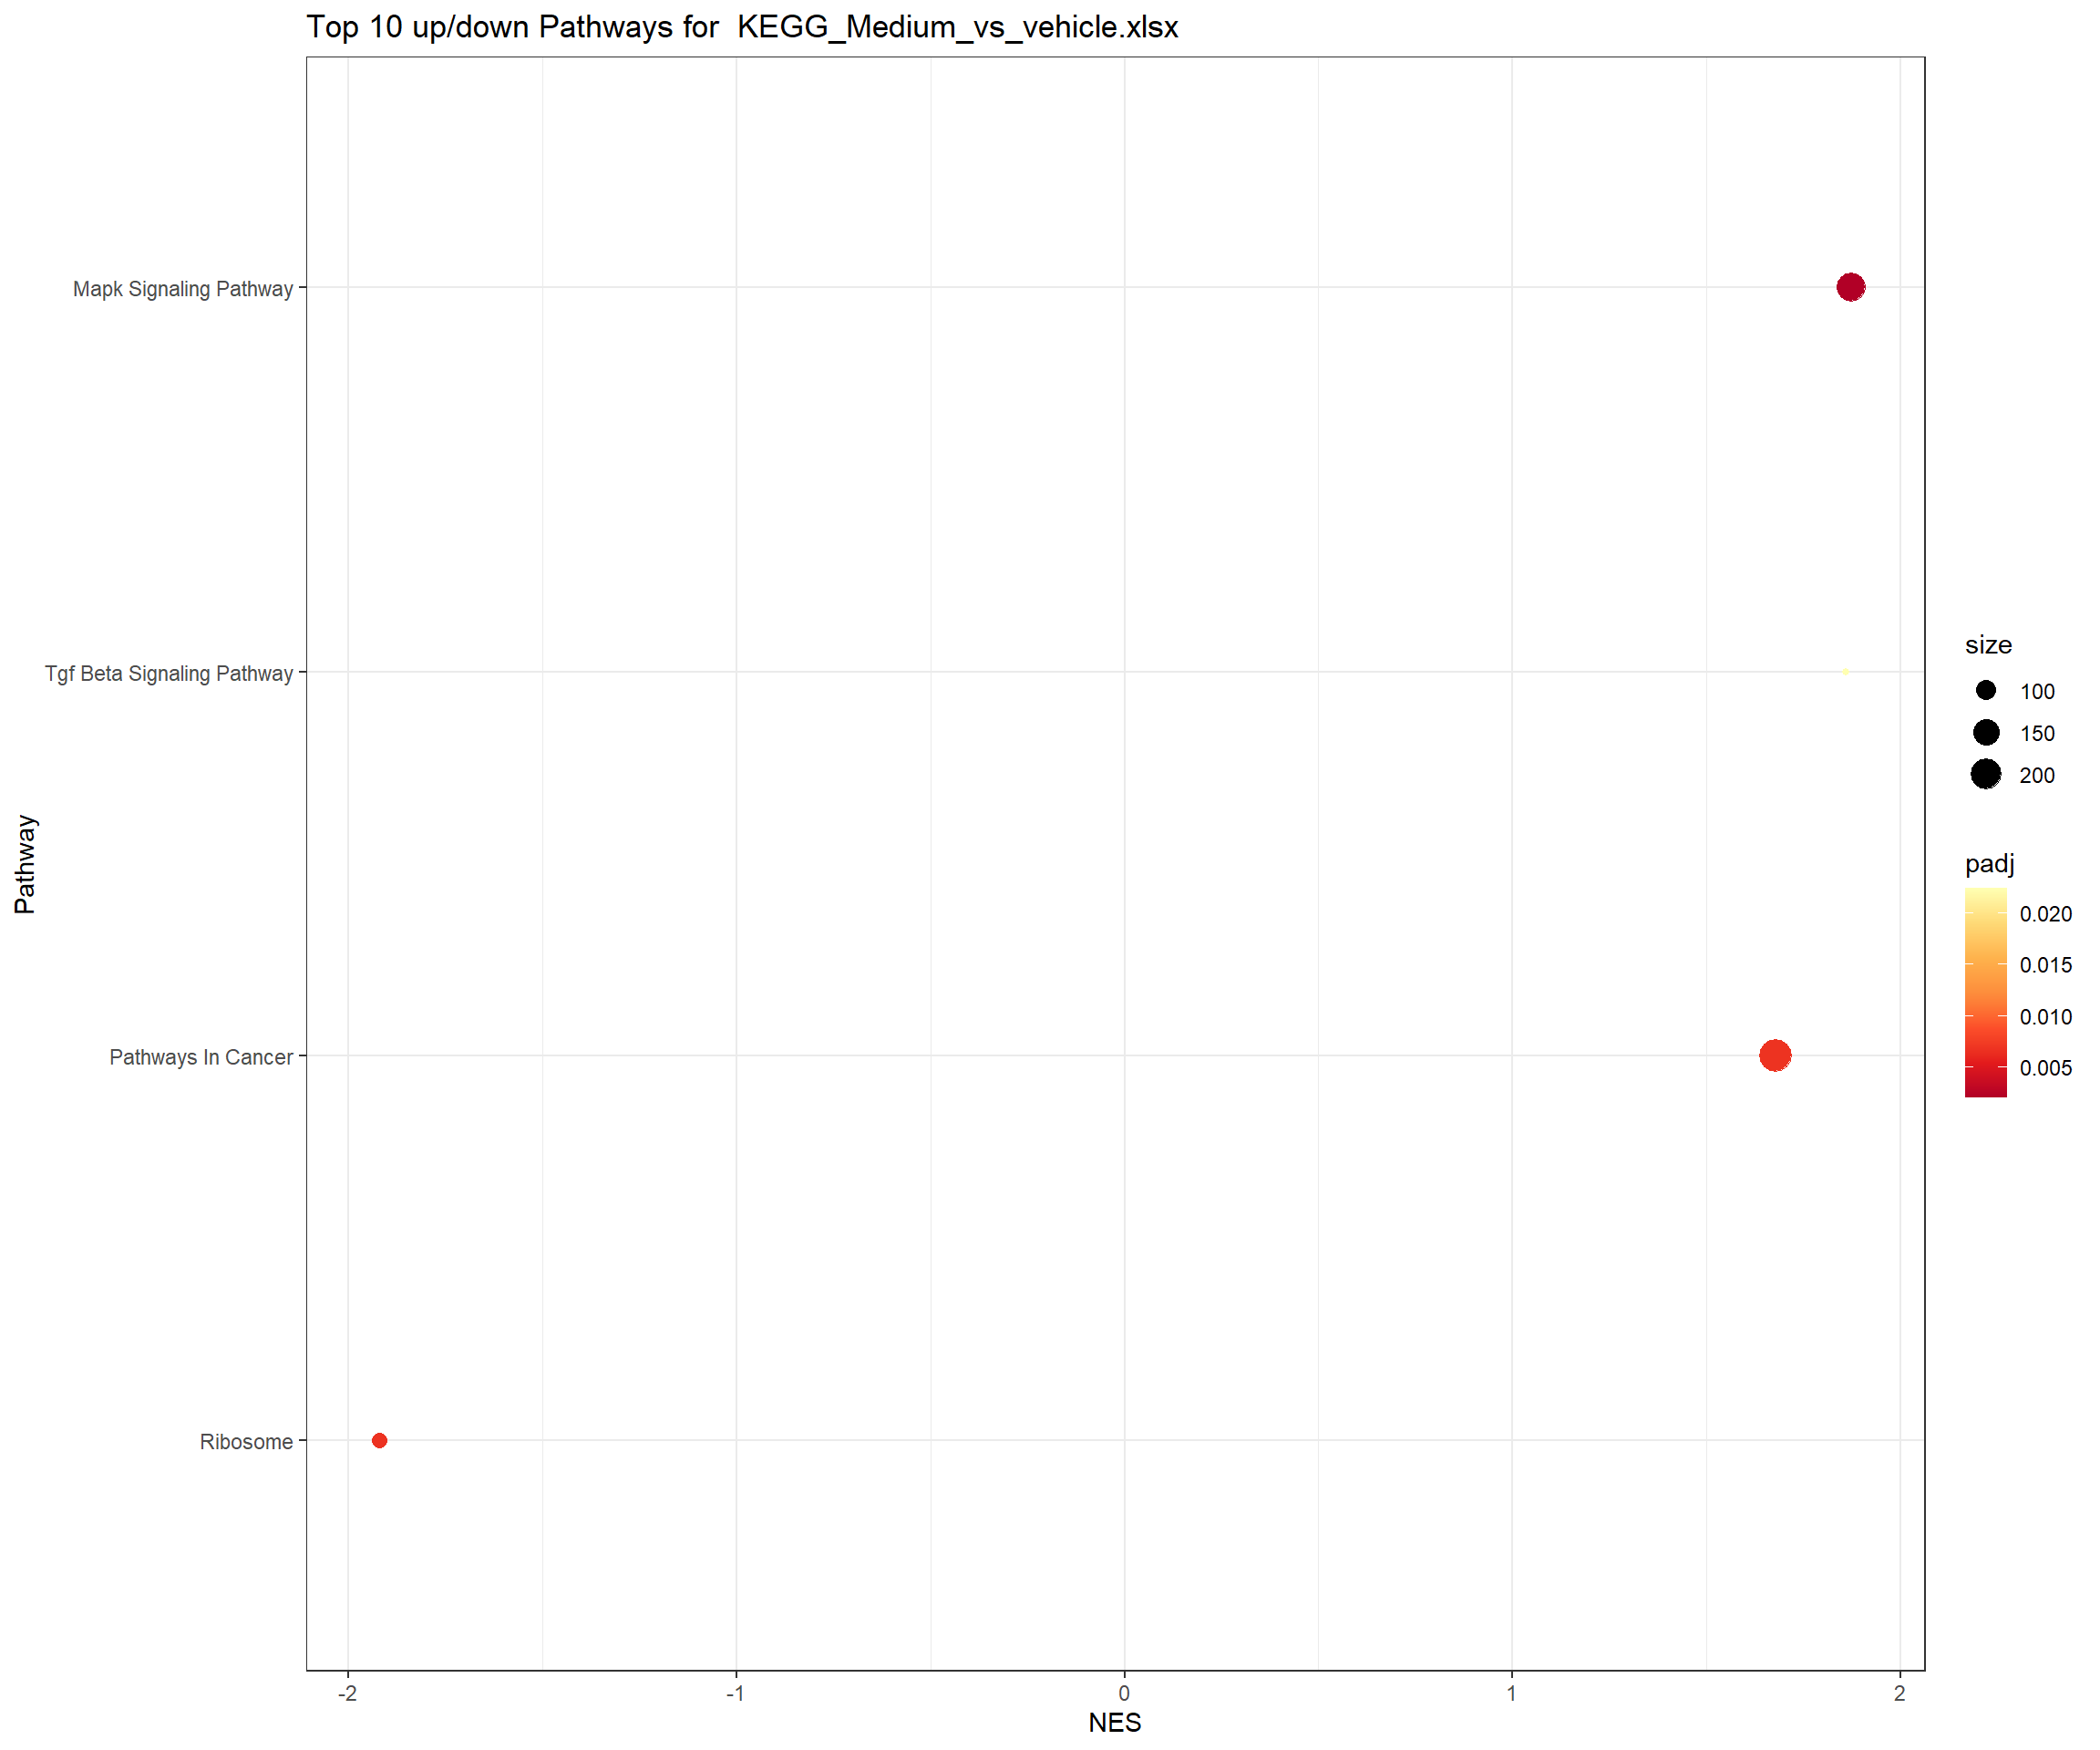 Top 10 up/down Pathways for  KEGG_Medium_vs_vehicle.xlsx
Mapk Signaling Pathway
Tgf Beta Signaling Pathway
Pathways In Cancer
Ribosome
Pathway
-2
-1
0
1
2
NES
size
100
150
200
padj
0.020
0.015
0.010
0.005